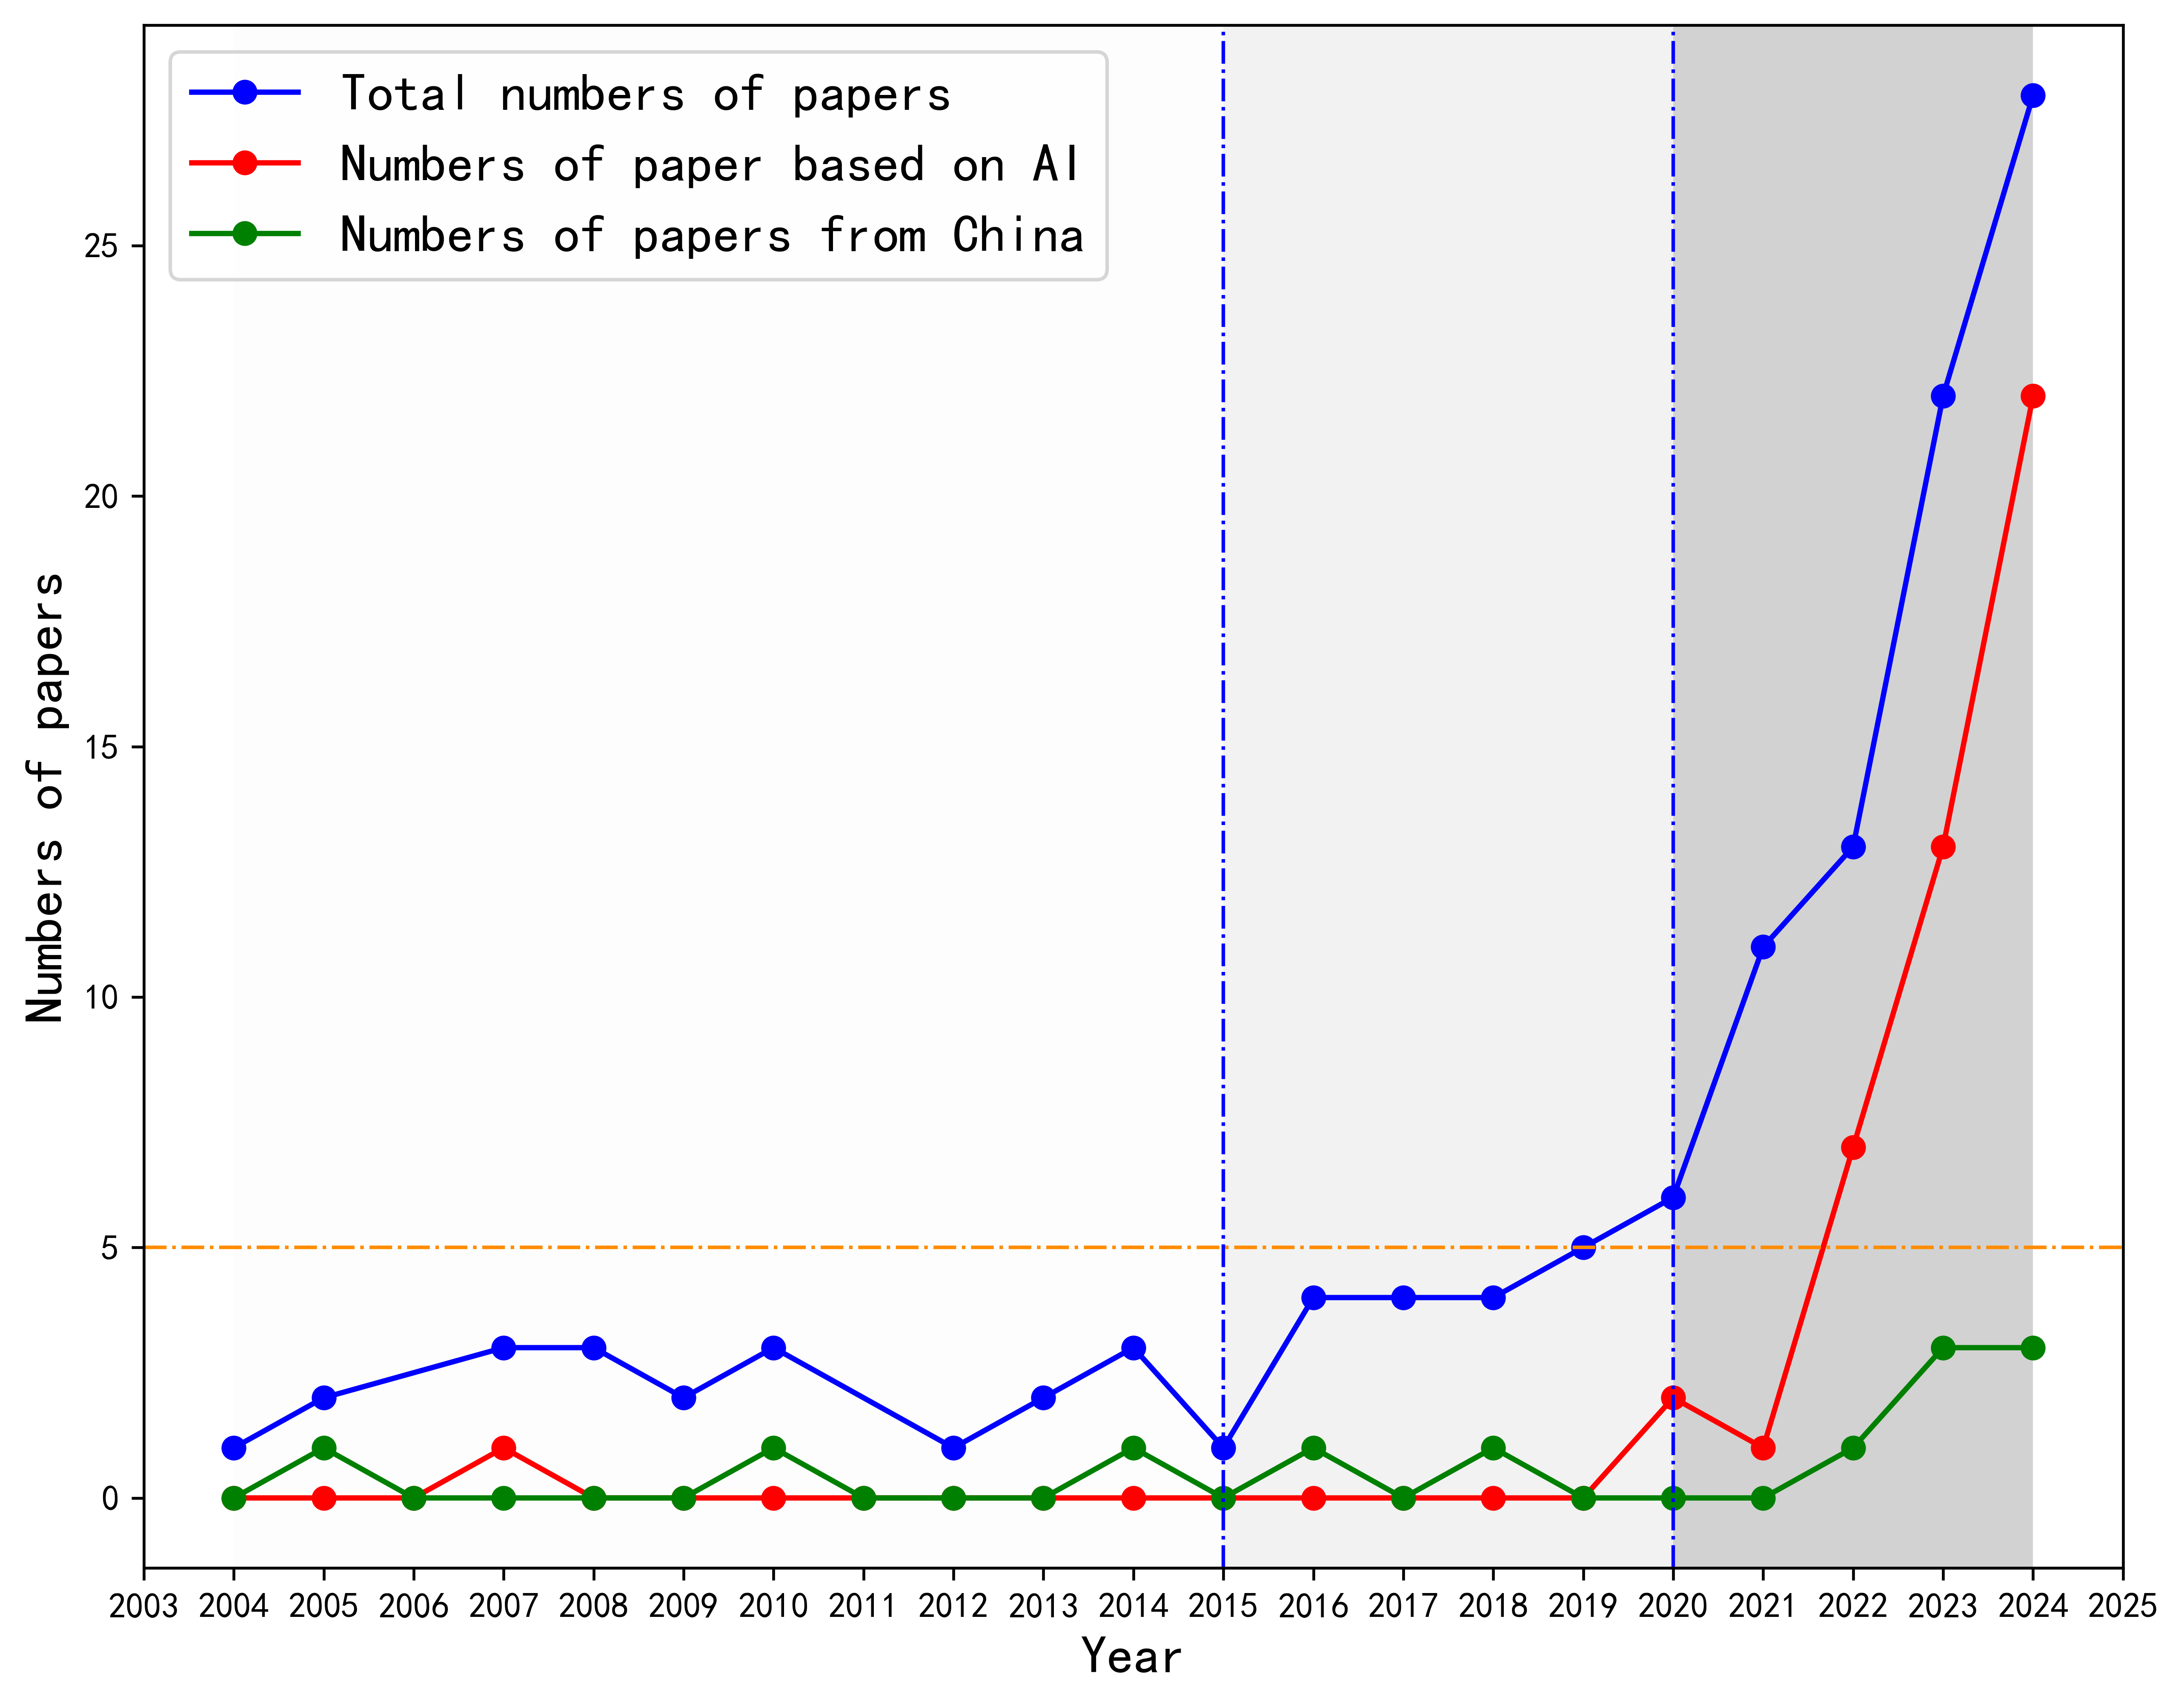 Total numbers of papers
Numbers of paper based on AI
Numbers of papers from China
Numbers of papers
25
20
15
10
5
0
2003 2004 2005 2006 2007 2008 2009 2010 2011 2012 2013 2014 2015 2016 2017 2018 2019 2020 2021 2022 2023 2024 2025
Year